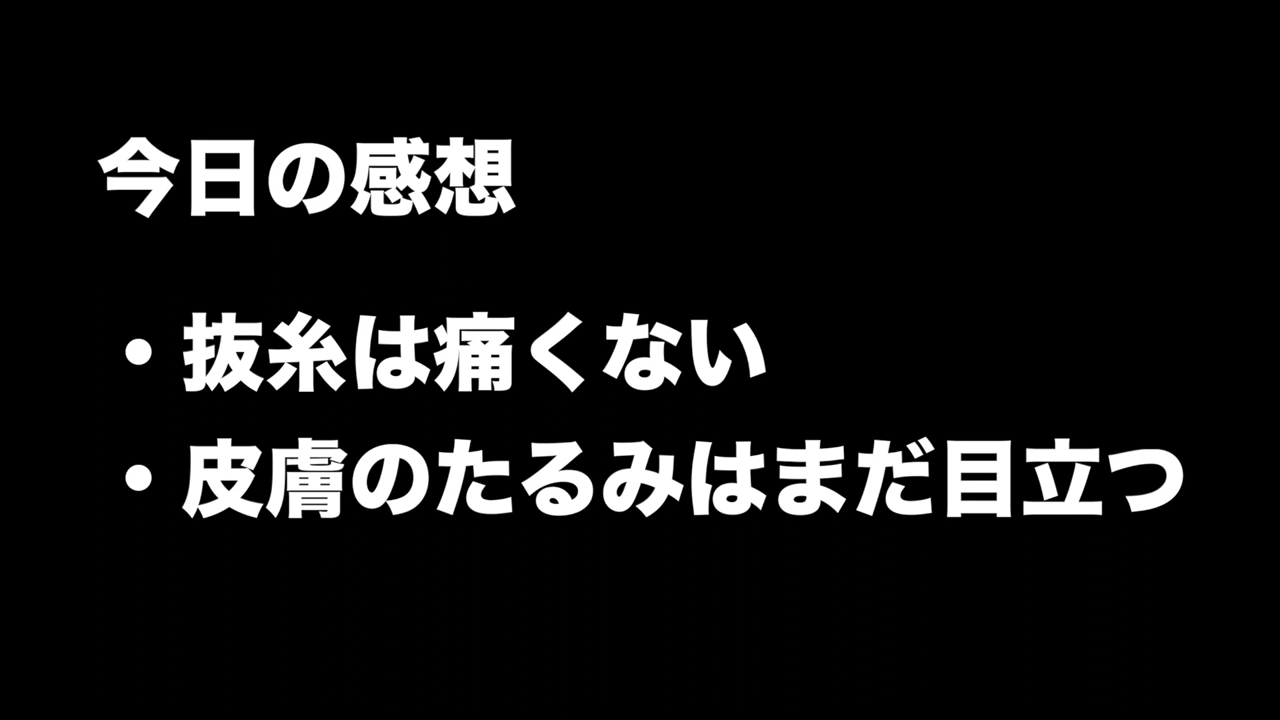 今日の感想
・抜糸は痛くない
・皮膚のたるみはまだ目立つ